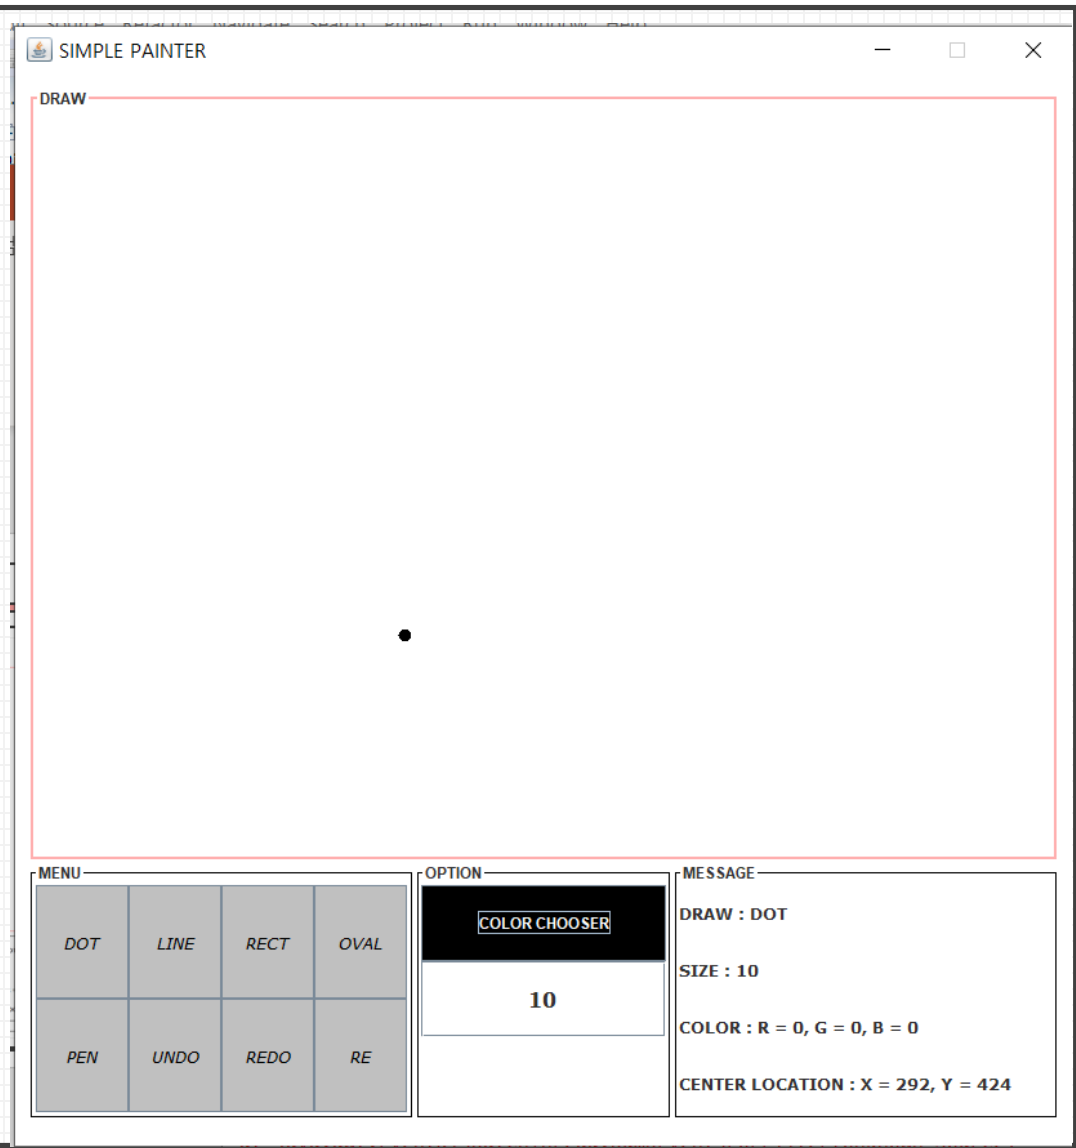 SIMPLE PAINTER
DRAW
MENU
DOT LINE RECT OVAL
PEN UNDO REDO RE
OPTION
COLOR CHOOSER
10
MESSAGE
DRAW : DOT
SIZE : 10
COLOR : R = 0, G = 0, B = 0
CENTER LOCATION : X = 292, Y = 424